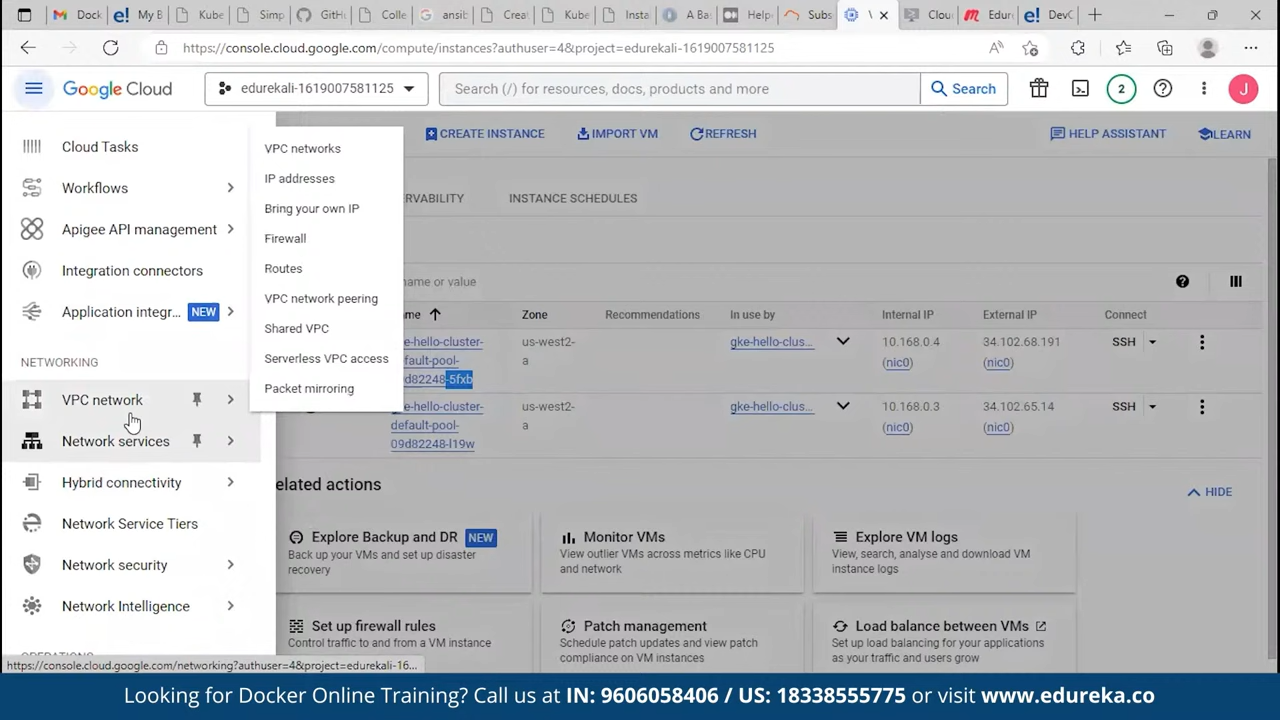 Dock
My B
Kube
Simp
GitH
Colle
ansib
Crea
Kube
Insta
A Ba
Help
Subs
Clou
Edur
DevC
https://console.cloud.google.com/compute/instances?authuser=4&project=edurekali-1619007581125
Google Cloud
edurekali-1619007581125
Search (/) for resources, docs, products and more
Search
2
J
Cloud Tasks
Workflows
Apigee API management
Integration connectors
Application integr... NEW
NETWORKING
VPC network
Network services
Hybrid connectivity
Network Service Tiers
Network security
Network Intelligence
VPC networks
IP addresses
Bring your own IP
Firewall
Routes
VPC network peering
Shared VPC
Serverless VPC access
Packet mirroring
CREATE INSTANCE
IMPORT VM
REFRESH
HELP ASSISTANT
LEARN
RVABILITY
INSTANCE SCHEDULES
name or value
ame
Zone
Recommendations
In use by
Internal IP
External IP
Connect
ke-hello-cluster-
efault-pool-
9d82248-5fxb
us-west2-
a
gke-hello-clus...
10.168.0.4
(nic0)
34.102.68.191
(nic0)
SSH
gke-hello-cluster-
default-pool-
09d82248-l19w
us-west2-
a
gke-hello-clus...
10.168.0.3
(nic0)
34.102.65.14
(nic0)
SSH
elated actions
HIDE
Explore Backup and DR NEW
Back up your VMs and set up disaster
recovery
Monitor VMs
View outlier VMs across metrics like CPU
and network
Explore VM logs
View, search, analyse and download VM
instance logs
Set up firewall rules
Control traffic to and from a VM instance
Patch management
Schedule patch updates and view patch
compliance on VM instances
Load balance between VMs
Set up load balancing for your applications
as your traffic and users grow
https://console.cloud.google.com/networking?authuser=4&project=edurekali-16...
Looking for Docker Online Training? Call us at IN: 9606058406 / US: 18338555775 or visit www.edureka.co